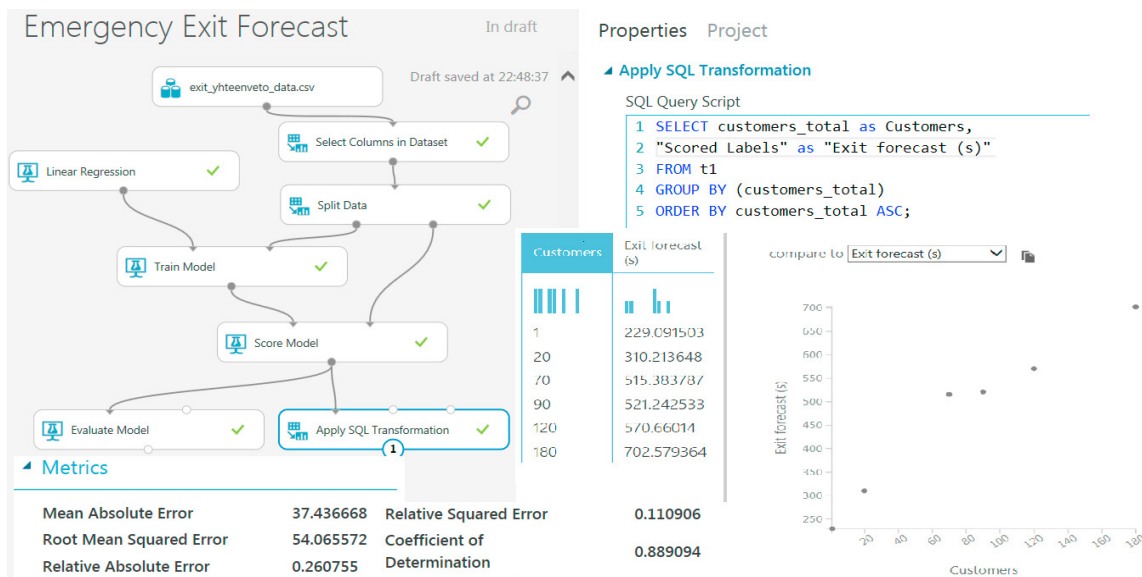 Emergency Exit Forecast
In draft
Draft saved at 22:48:37
exit_yhteenveto_data.csv
Select Columns in Dataset
Linear Regression
Split Data
Train Model
Score Model
Evaluate Model
Apply SQL Transformation
1
Properties Project
Apply SQL Transformation
SQL Query Script
1 SELECT customers_total as Customers,
2 "Scored Labels" as "Exit forecast (s)"
3 FROM t1
4 GROUP BY (customers_total)
5 ORDER BY customers_total ASC;
Customers Exit forecast
(s)
1 229.091503
20 310.213648
70 515.383787
90 521.242533
120 570.66014
180 702.579364
compare to Exit forecast (s)
700
650
600
550
500
450
400
350
300
250
Exit forecast (s)
20 40 60 80 100 120 140 160 180
Customers
Metrics
Mean Absolute Error 37.436668
Root Mean Squared Error 54.065572
Relative Absolute Error 0.260755
Relative Squared Error 0.110906
Coefficient of
Determination 0.889094